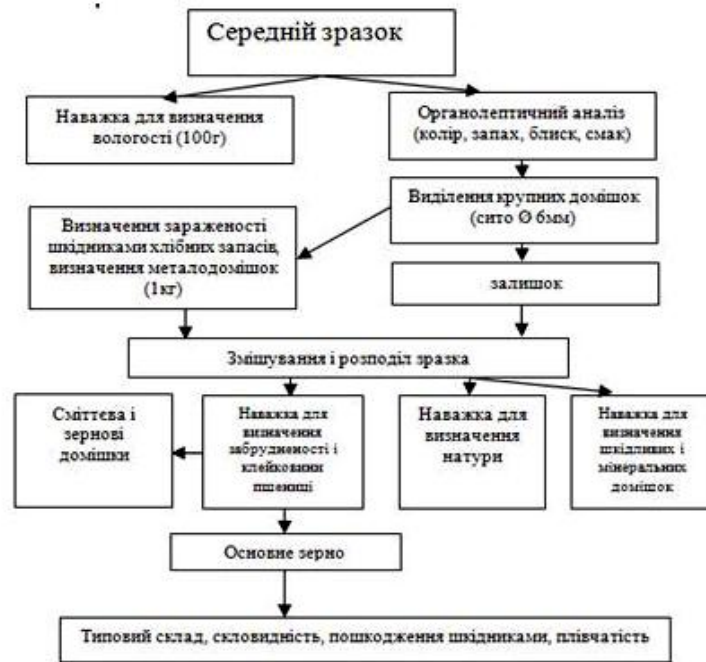 Середній зразок
Наважка для визначення
вологості (100г)
Органолептичний аналіз
(колір, запах, блиск, смак)
Виділення крупних домішок
(сито Ø 6мм)
Визначення зараженості
шкідниками хлібних запасів,
визначення металодомішок
(1кг)
залишок
Змішування і розподіл зразка
Сміттєва і
зернові
домішки
Наважка для
визначення
забрудненості і
клейковини
пшениці
Наважка для
визначення
натури
Наважка для
визначення
шкідливих і
мінеральних
домішок
Основне зерно
Типовий склад, скловидність, пошкодження шкідниками, плівчатість